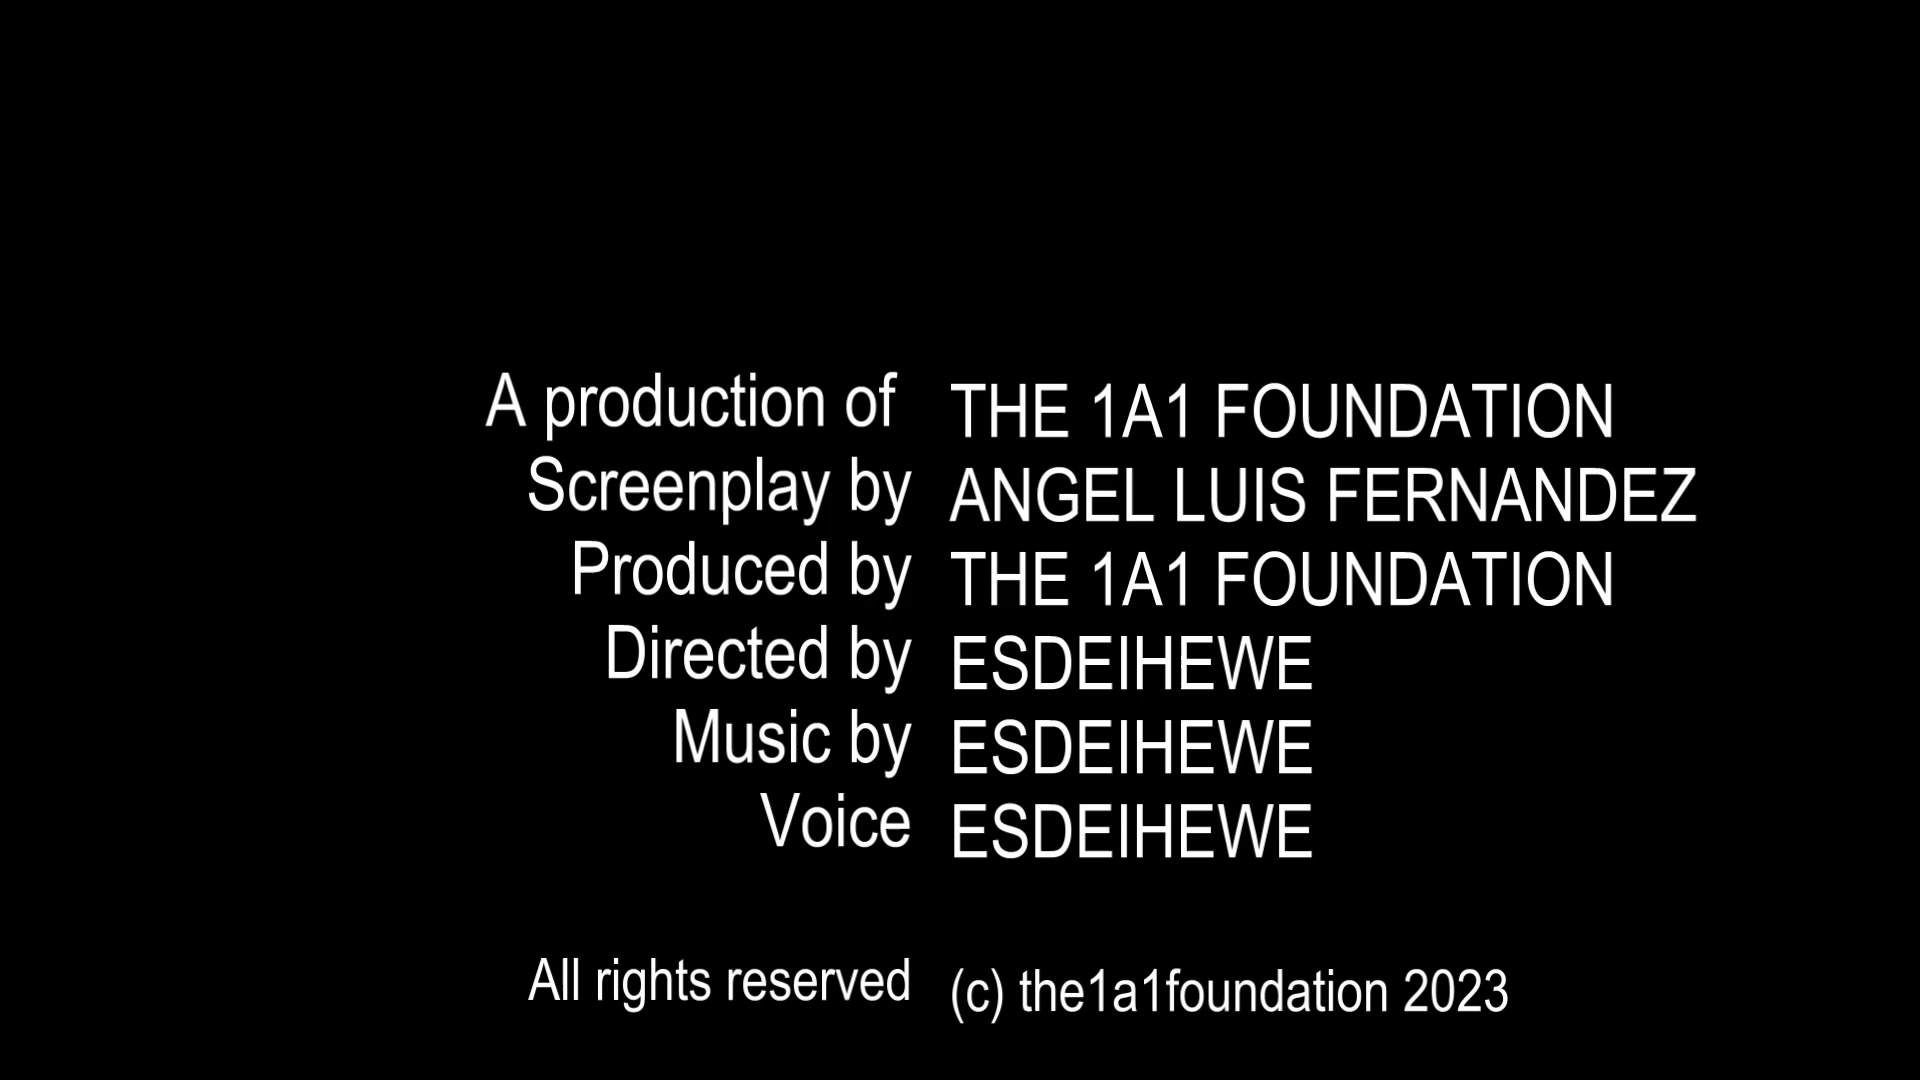 A production of THE 1A1 FOUNDATION
Screenplay by ANGEL LUIS FERNANDEZ
Produced by THE 1A1 FOUNDATION
Directed by ESDEIHEWE
Music by ESDEIHEWE
Voice ESDEIHEWE
All rights reserved (c) the1a1foundation 2023